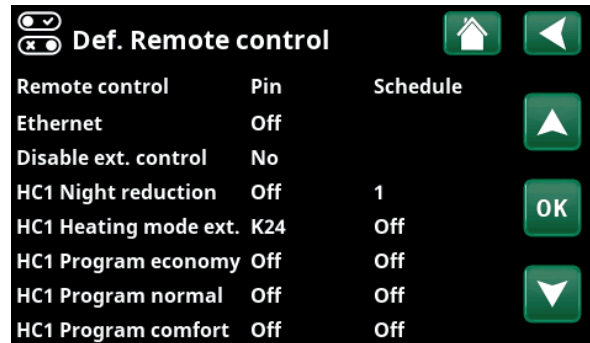 Def. Remote control
Remote control Pin Schedule
Ethernet Off
Disable ext. control No
HC1 Night reduction Off 1
OK
HC1 Heating mode ext. K24 Off
HC1 Program economy Off Off
HC1 Program normal Off Off
HC1 Program comfort Off Off